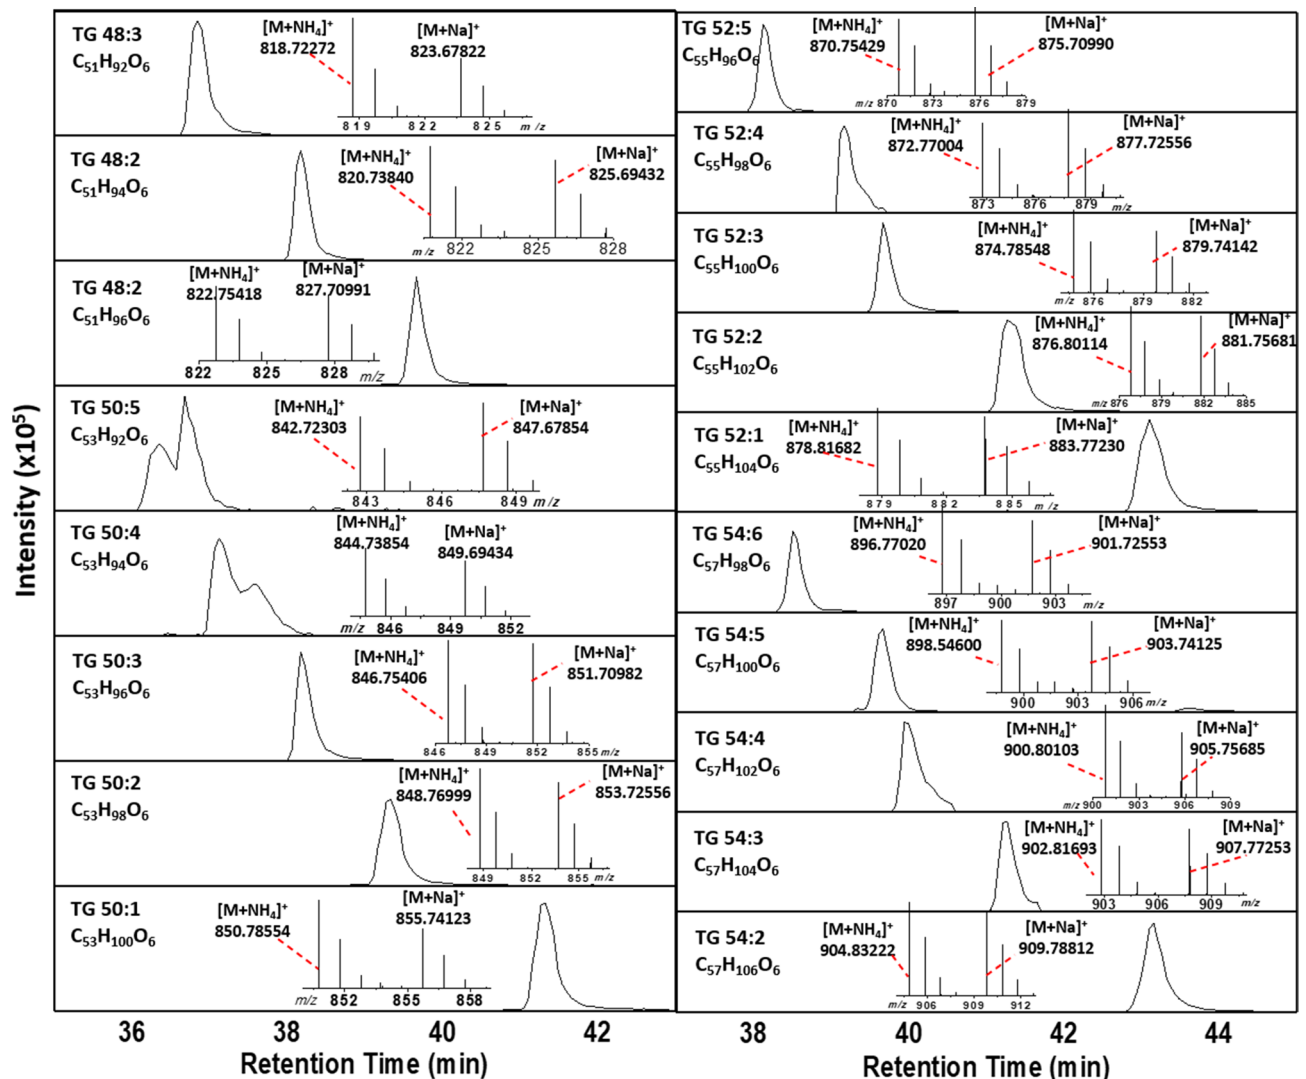 Intensity (x10⁵)
TG 48:3
C₅₁H₉₂O₆
[M+NH₄]⁺
818.72272
[M+Na]⁺
823.67822
819 822 825 m/z
TG 48:2
C₅₁H₉₄O₆
[M+NH₄]⁺
820.73840
[M+Na]⁺
825.69432
m/z 822 825 828
TG 48:2
C₅₁H₉₆O₆
[M+NH₄]⁺
822.75418
[M+Na]⁺
827.70991
822 825 828 m/z
TG 50:5
C₅₃H₉₂O₆
[M+NH₄]⁺
842.72303
[M+Na]⁺
847.67854
843 846 849 m/z
TG 50:4
C₅₃H₉₄O₆
[M+NH₄]⁺
844.73854
[M+Na]⁺
849.69434
m/z 846 849 852
TG 50:3
C₅₃H₉₆O₆
[M+NH₄]⁺
846.75406
[M+Na]⁺
851.70982
846 849 852 855 m/z
TG 50:2
C₅₃H₉₈O₆
[M+NH₄]⁺
848.76999
[M+Na]⁺
853.72556
849 852 855 m/z
TG 50:1
C₅₃H₁₀₀O₆
[M+NH₄]⁺
850.78554
[M+Na]⁺
855.74123
m/z 852 855 858
36 38 40 42
Retention Time (min)
TG 52:5
C₅₅H₉₆O₆
[M+NH₄]⁺
870.75429
[M+Na]⁺
875.70990
m/z 870 873 876 879
TG 52:4
C₅₅H₉₈O₆
[M+NH₄]⁺
872.77004
[M+Na]⁺
877.72556
873 876 879 m/z
TG 52:3
C₅₅H₁₀₀O₆
[M+NH₄]⁺
874.78548
[M+Na]⁺
879.74142
m/z 876 879 882
TG 52:2
C₅₅H₁₀₂O₆
[M+NH₄]⁺
876.80114
[M+Na]⁺
881.75681
m/z 876 879 882 885
TG 52:1
C₅₅H₁₀₄O₆
[M+NH₄]⁺
878.81682
[M+Na]⁺
883.77230
879 882 885 m/z
TG 54:6
C₅₇H₉₈O₆
[M+NH₄]⁺
896.77020
[M+Na]⁺
901.72553
897 900 903 m/z
TG 54:5
C₅₇H₁₀₀O₆
[M+NH₄]⁺
898.54600
[M+Na]⁺
903.74125
900 903 906 m/z
TG 54:4
C₅₇H₁₀₂O₆
[M+NH₄]⁺
900.80103
[M+Na]⁺
905.75685
m/z 900 903 906 909
TG 54:3
C₅₇H₁₀₄O₆
[M+NH₄]⁺
902.81693
[M+Na]⁺
907.77253
903 906 909 m/z
TG 54:2
C₅₇H₁₀₆O₆
[M+NH₄]⁺
904.83222
[M+Na]⁺
909.78812
906 909 912 m/z
38 40 42 44
Retention Time (min)